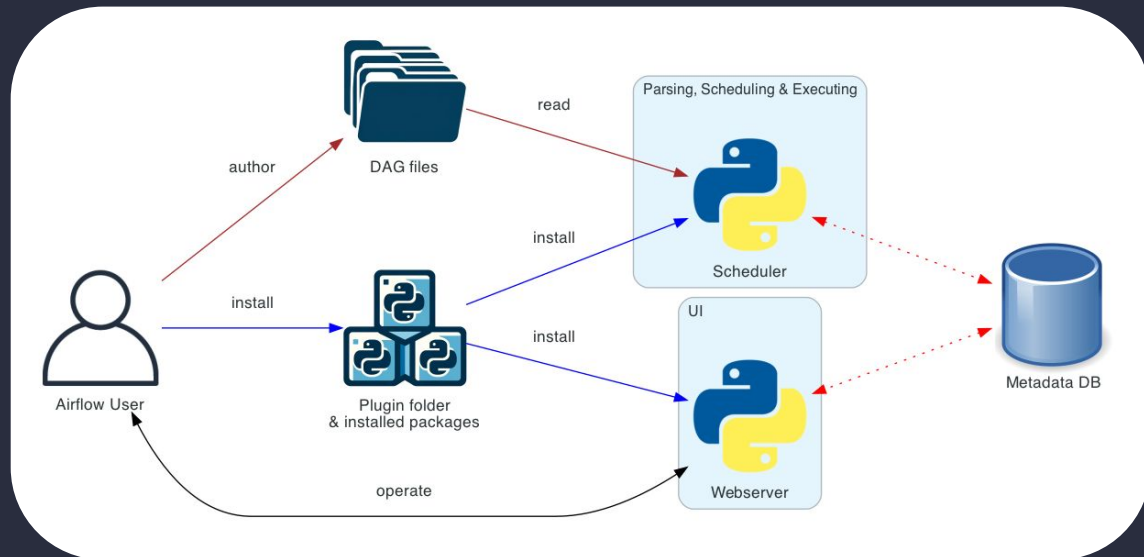 Parsing, Scheduling & Executing
read
author
DAG files
install
Scheduler
install
UI
install
Metadata DB
Airflow User
Plugin folder
& installed packages
operate
Webserver